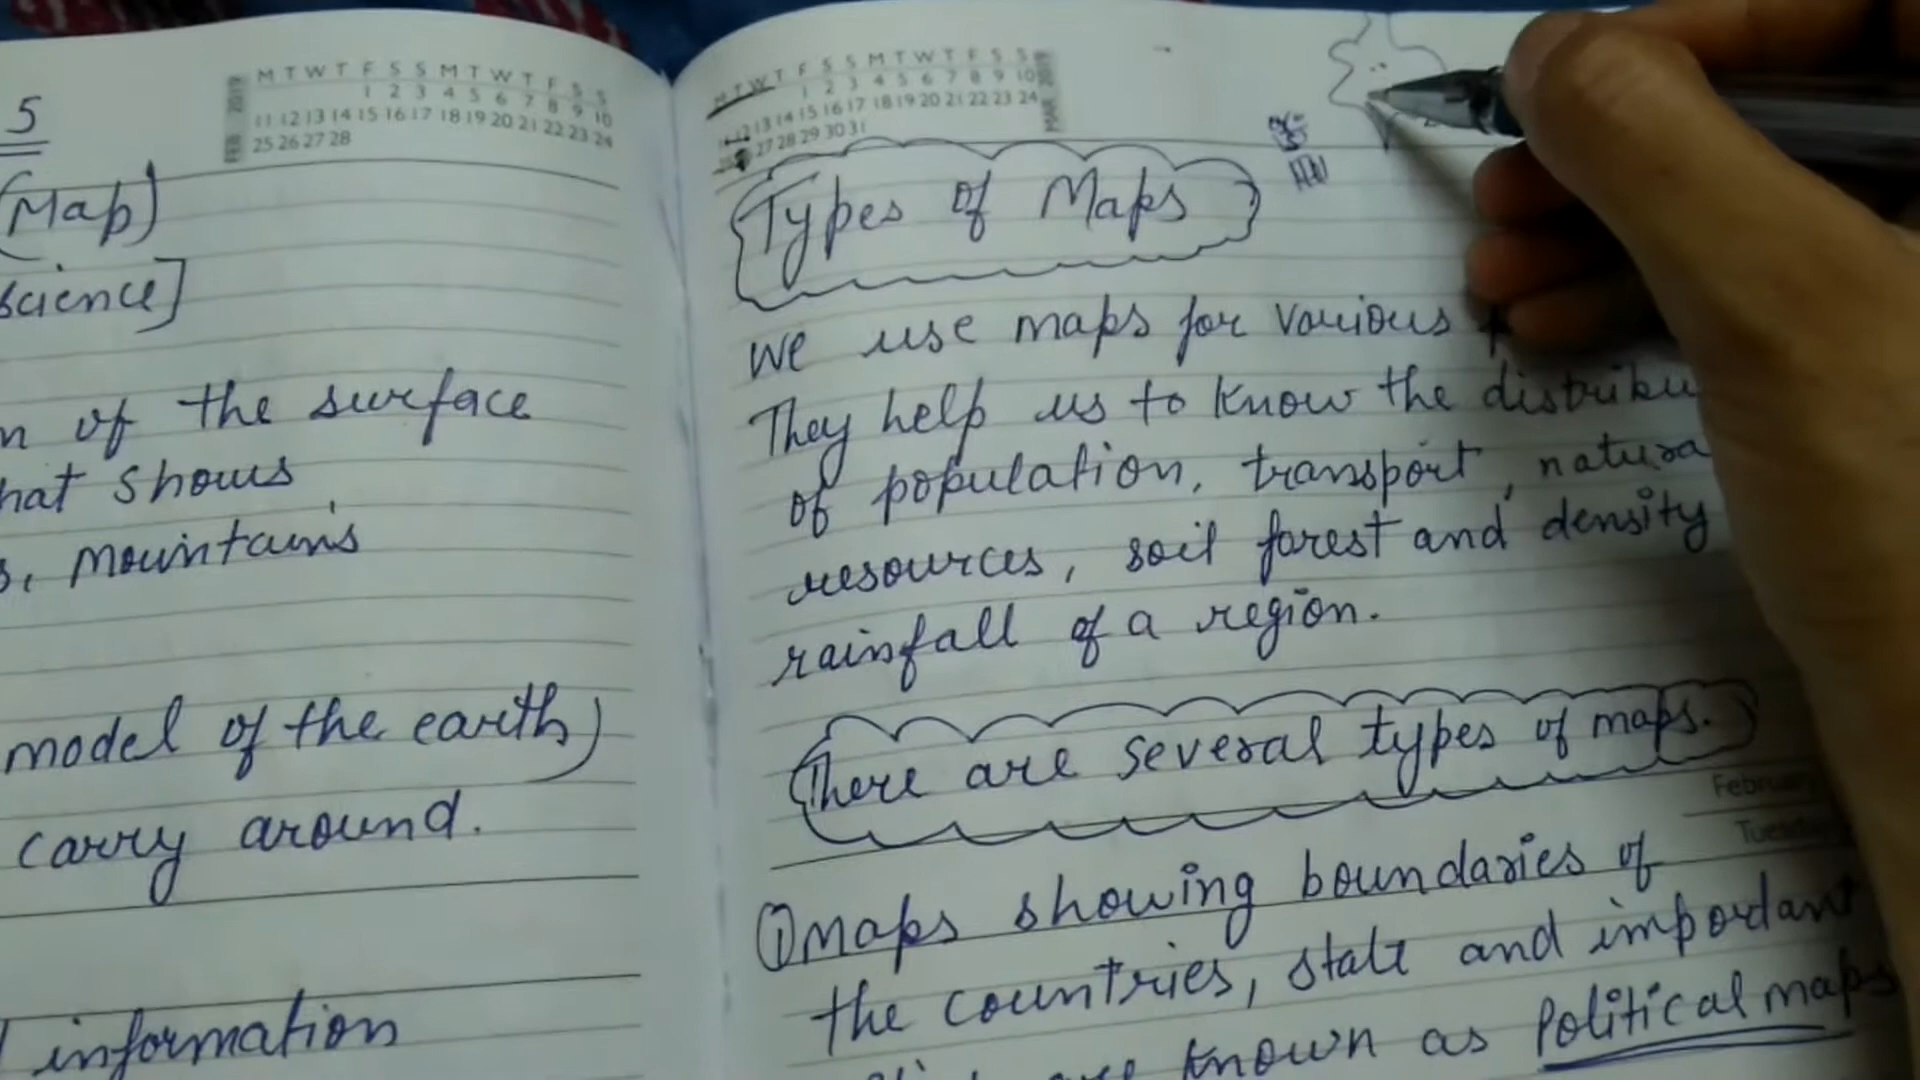 5
(Map)
Science]
of the surface
shows
Mountains
model of the earth)
carry around.
information
FEB 2019
M T W T F S S M T W T F S S
1 2 3 4 5 6 7 8 9 10
11 12 13 14 15 16 17 18 19 20 21 22 23 24
25 26 27 28
MAR 2019
M T W T F S S M T W T F S S
1 2 3 4 5 6 7 8 9 10
12 13 14 15 16 17 18 19 20 21 22 23 24
27 28 29 30 31
Types of Maps
We use maps for various
They help us to know the distribu
of population, transport, natura
resources, soil forest and density
rainfall of a region.
There are several types of maps.
Tuesday
① Maps showing boundaries of
the countries, state and important
known as Political maps